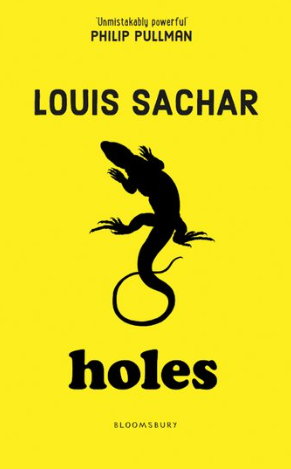 'Unmistakably powerful'
PHILIP PULLMAN
LOUIS SACHAR
holes
BLOOMSBURY